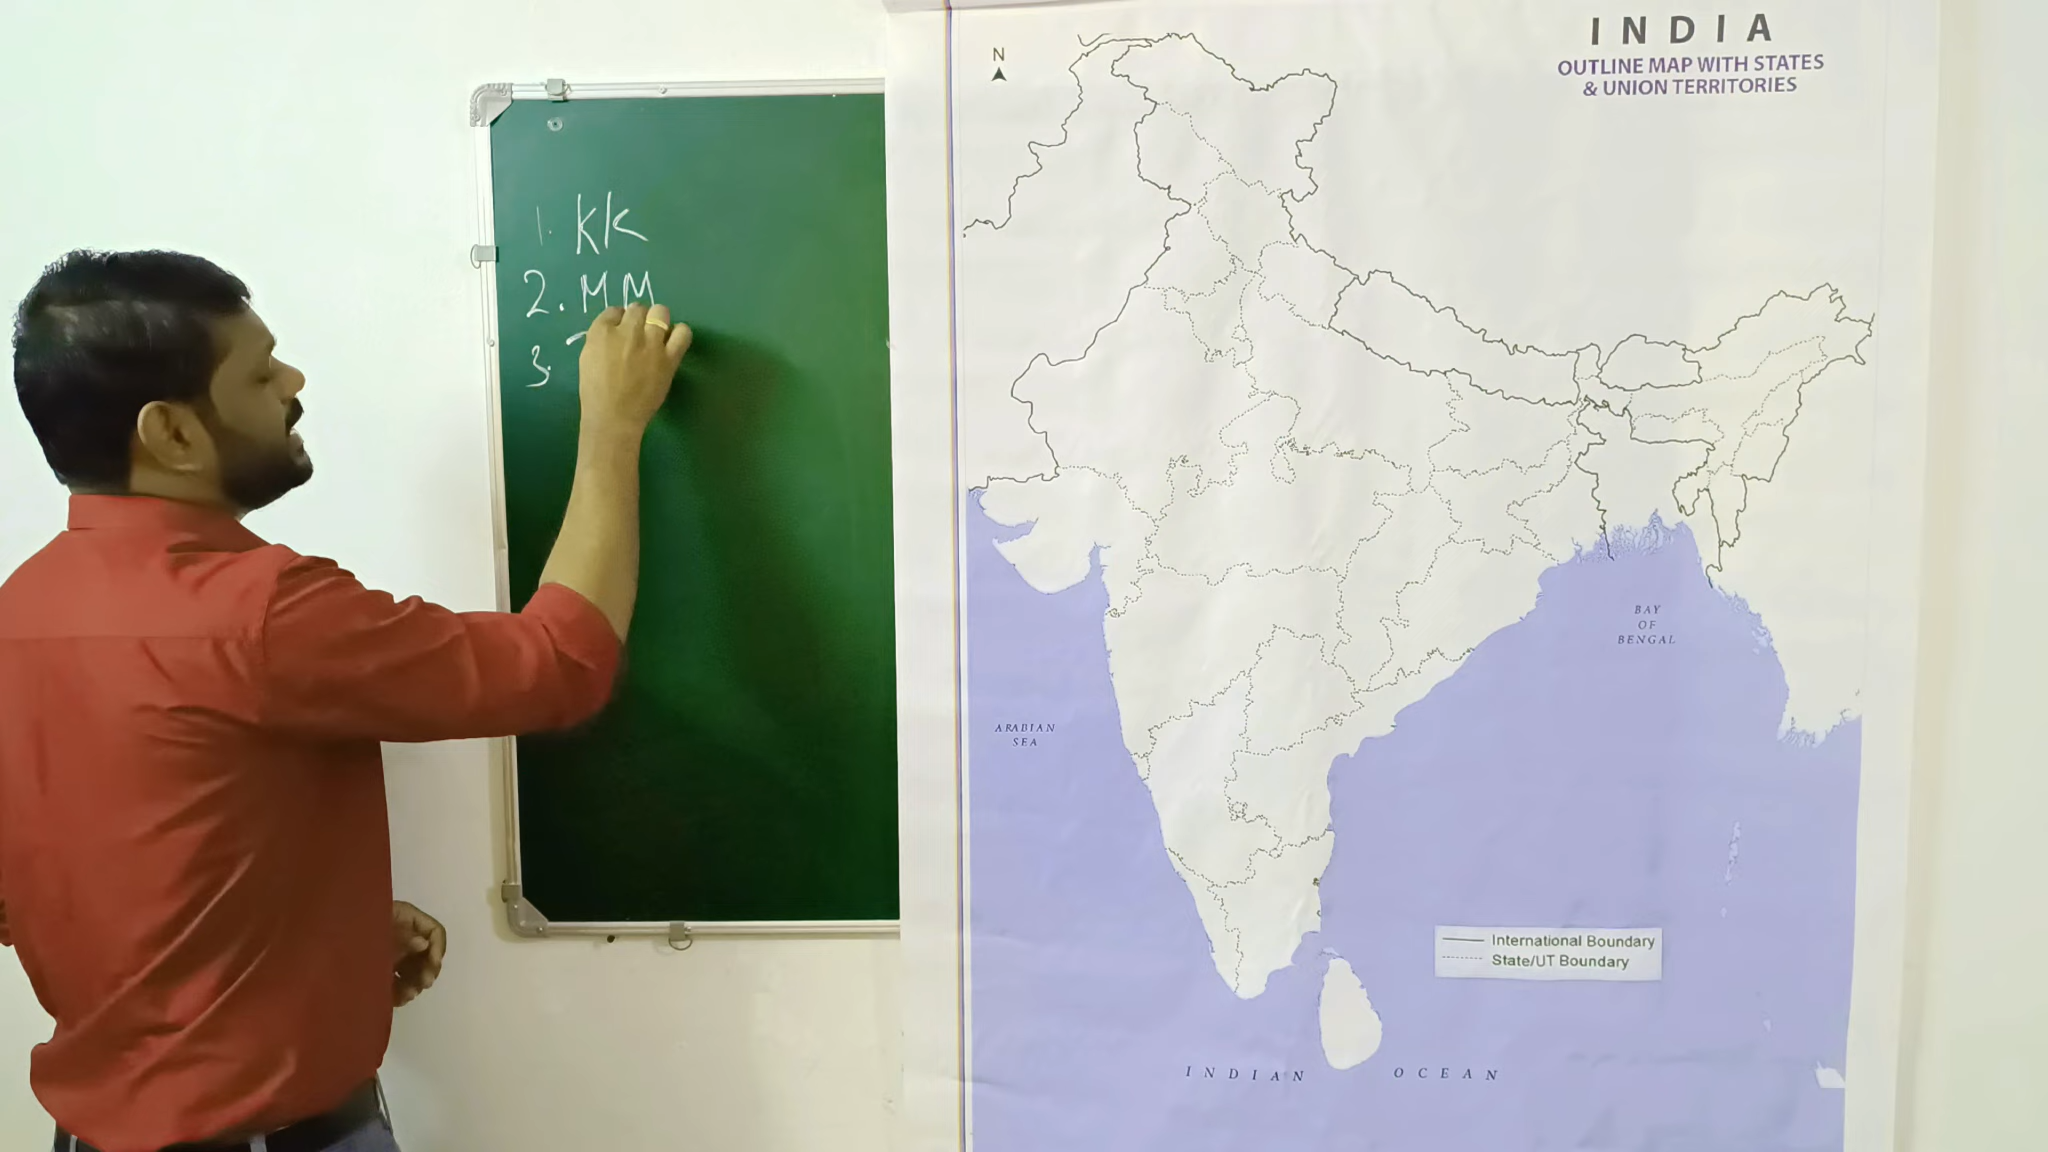 1. KK
2. MM
3.
INDIA
OUTLINE MAP WITH STATES
& UNION TERRITORIES
N
BAY
OF
BENGAL
ARABIAN
SEA
International Boundary
State/UT Boundary
INDIAN OCEAN